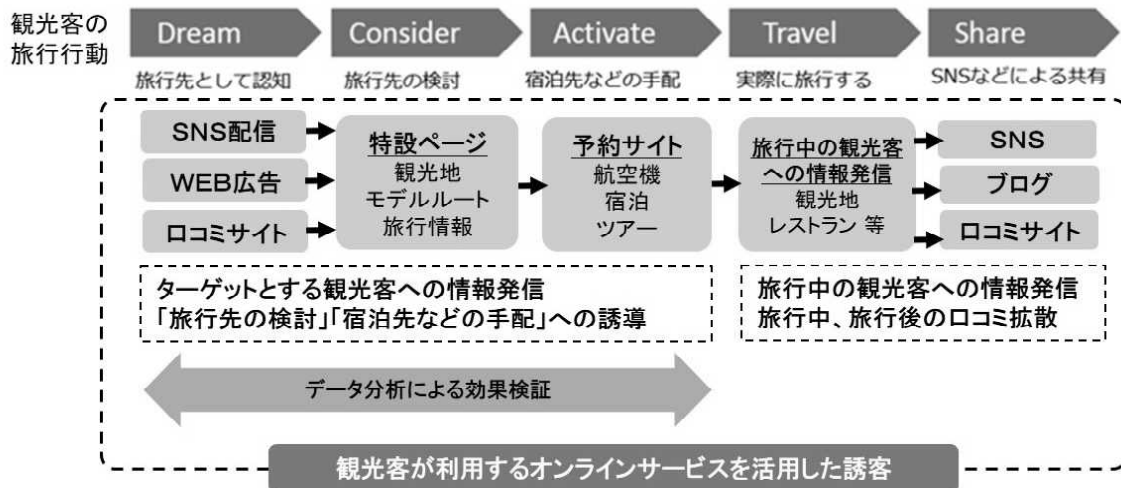 観光客の
旅行行動
Dream
Consider
Activate
Travel
Share
旅行先として認知
旅行先の検討
宿泊先などの手配
実際に旅行する
SNSなどによる共有
SNS配信
WEB広告
口コミサイト
特設ページ
観光地
モデルルート
旅行情報
予約サイト
航空機
宿泊
ツアー
旅行中の観光客
への情報発信
観光地
レストラン 等
SNS
ブログ
口コミサイト
ターゲットとする観光客への情報発信
「旅行先の検討」「宿泊先などの手配」への誘導
旅行中の観光客への情報発信
旅行中、旅行後の口コミ拡散
データ分析による効果検証
観光客が利用するオンラインサービスを活用した誘客